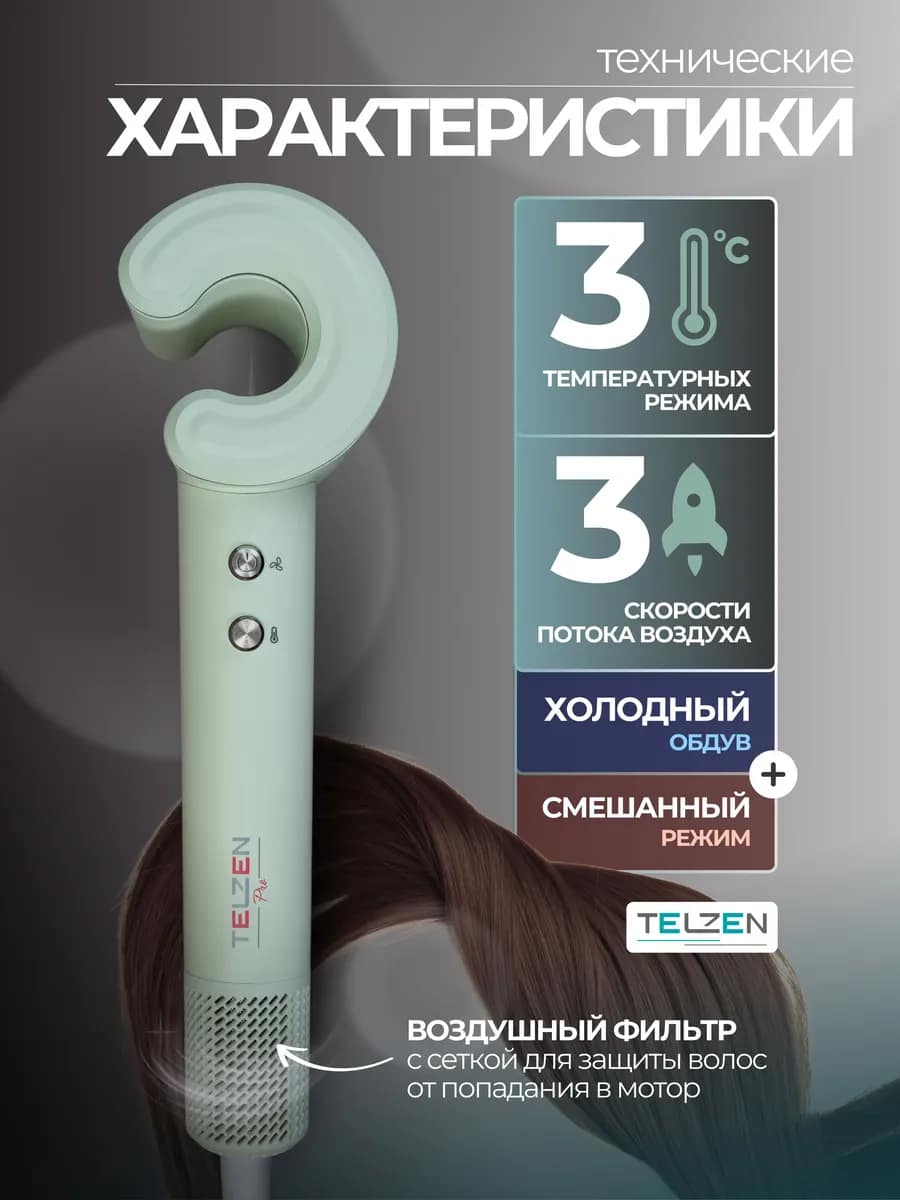 технические
ХАРАКТЕРИСТИКИ
3 °C
ТЕМПЕРАТУРНЫХ
РЕЖИМА
3
СКОРОСТИ
ПОТОКА ВОЗДУХА
ХОЛОДНЫЙ
ОБДУВ
+
СМЕШАННЫЙ
РЕЖИМ
TELZEN
TELZEN
Pro
ВОЗДУШНЫЙ ФИЛЬТР
с сеткой для защиты волос
от попадания в мотор